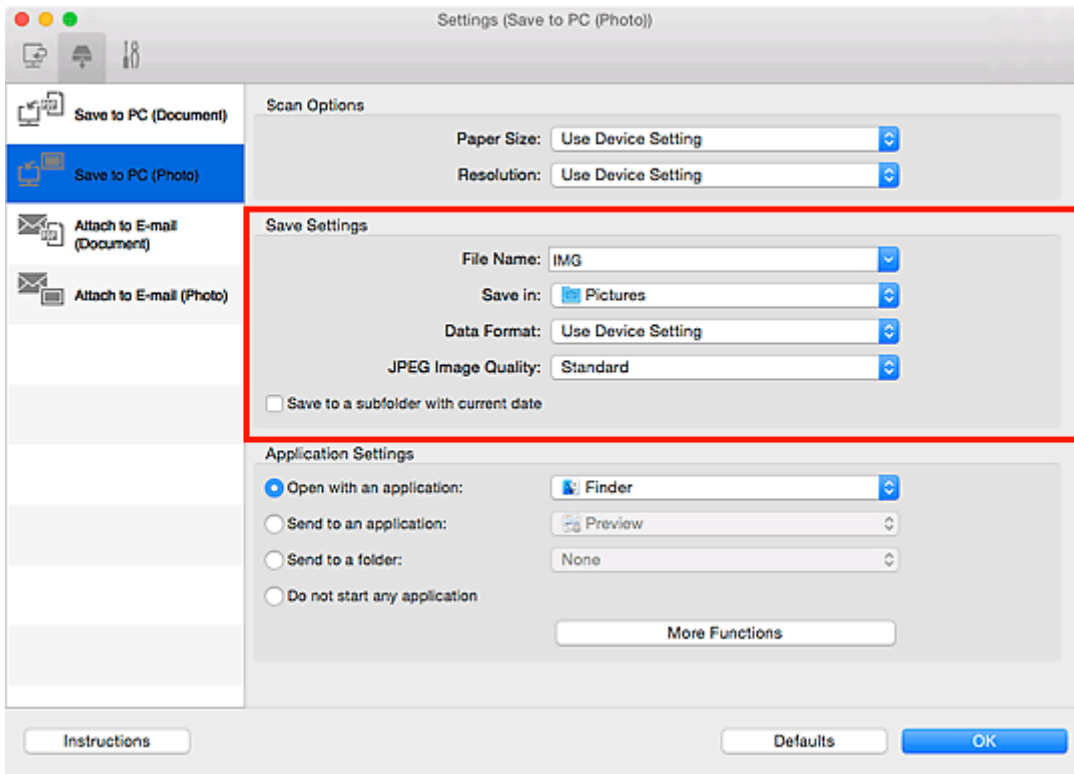 Settings (Save to PC (Photo))
Save to PC (Document)
Save to PC (Photo)
Attach to E-mail
(Document)
Attach to E-mail (Photo)
Scan Options
Paper Size: Use Device Setting
Resolution: Use Device Setting
Save Settings
File Name: IMG
Save in: Pictures
Data Format: Use Device Setting
JPEG Image Quality: Standard
Save to a subfolder with current date
Application Settings
Open with an application: Finder
Send to an application: Preview
Send to a folder: None
Do not start any application
More Functions
Instructions
Defaults
OK